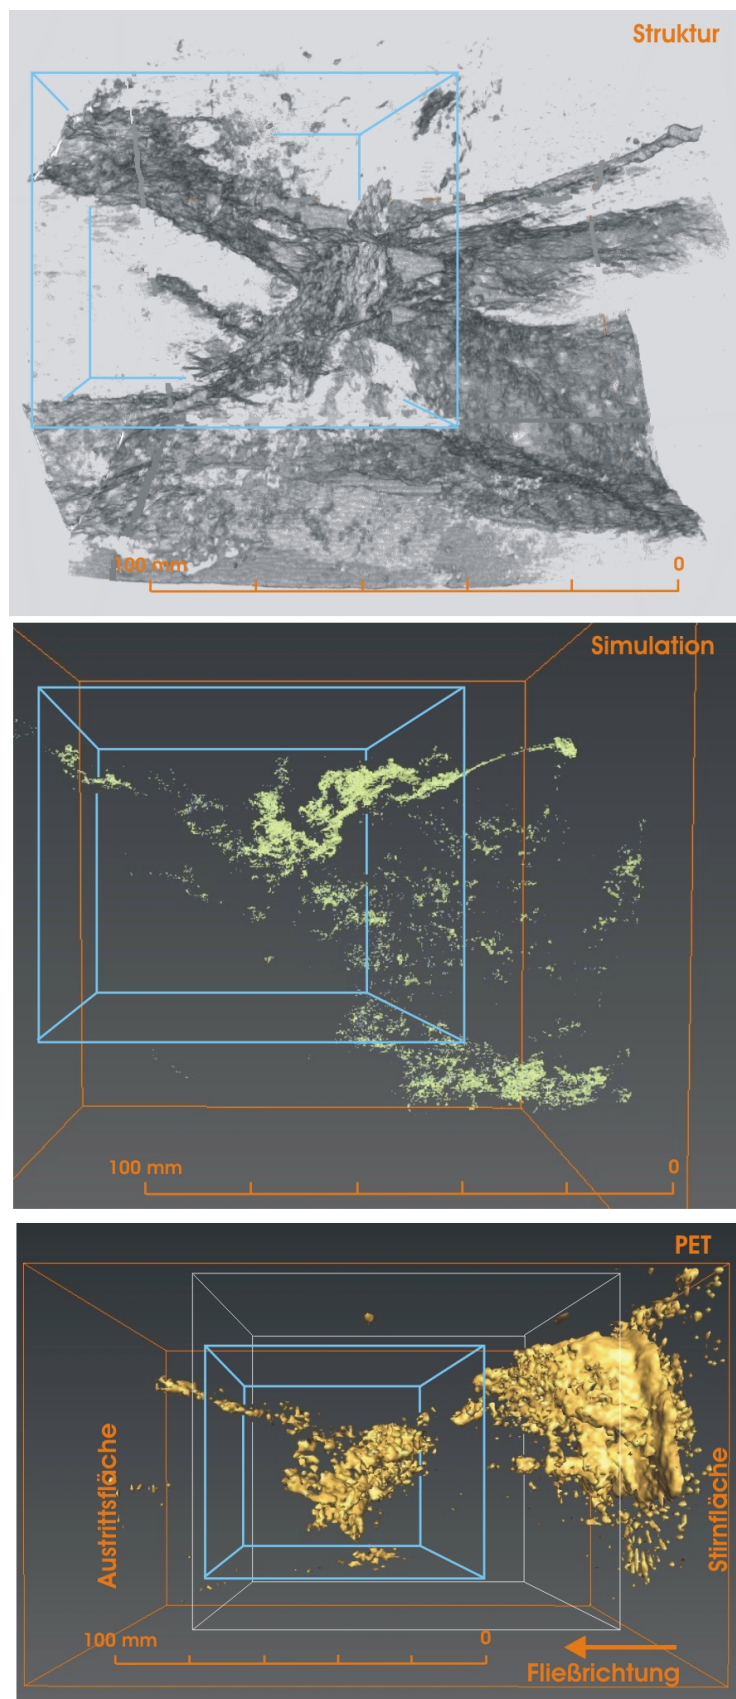 Struktur
100 mm
0
Simulation
100 mm
0
PET
Austrittsfläche
Stirnfläche
100 mm
0
Fließrichtung